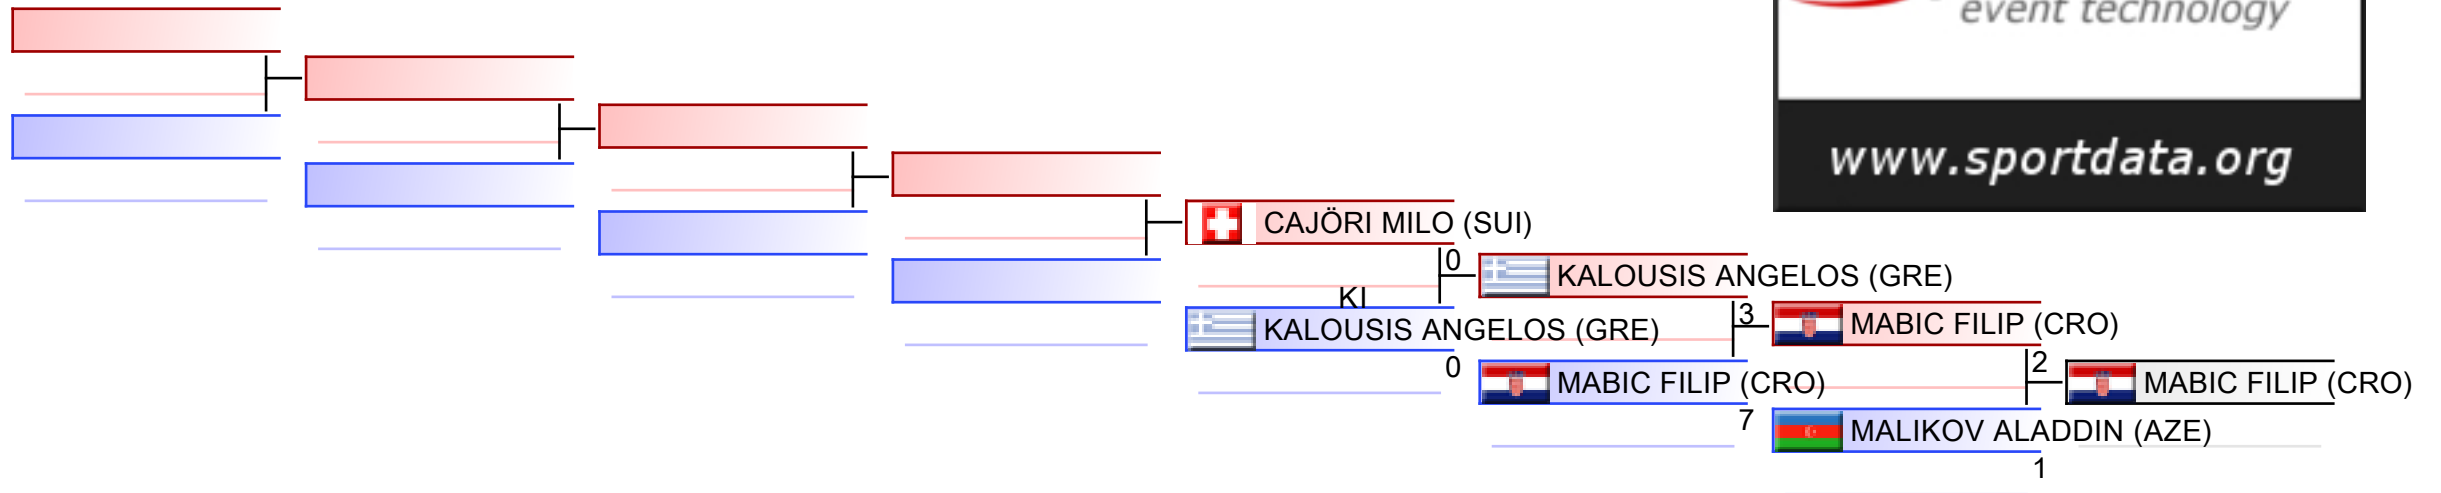 event technology
www.sportdata.org
CAJÖRI MILO (SUI)
0
KALOUSIS ANGELOS (GRE)
KI
KALOUSIS ANGELOS (GRE)
0
3
MABIC FILIP (CRO)
MABIC FILIP (CRO)
7
2
MABIC FILIP (CRO)
MALIKOV ALADDIN (AZE)
1